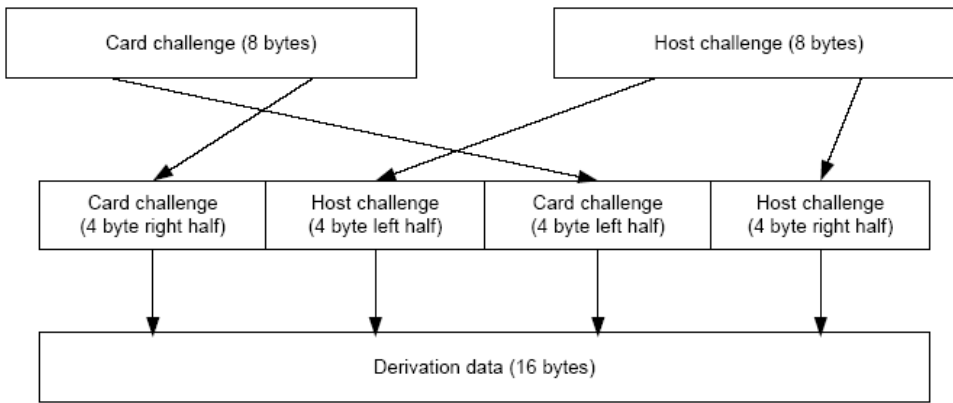 Card challenge (8 bytes)
Host challenge (8 bytes)
Card challenge
(4 byte right half)
Host challenge
(4 byte left half)
Card challenge
(4 byte left half)
Host challenge
(4 byte right half)
Derivation data (16 bytes)